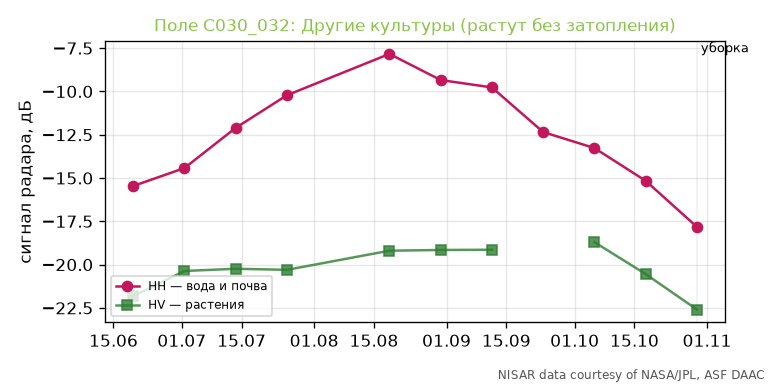 Поле C030_032: Другие культуры (растут без затопления)
уборка
сигнал радара, дБ
−7.5
−10.0
−12.5
−15.0
−17.5
−20.0
−22.5
HH — вода и почва
HV — растения
15.06 01.07 15.07 01.08 15.08 01.09 15.09 01.10 15.10 01.11
NISAR data courtesy of NASA/JPL, ASF DAAC